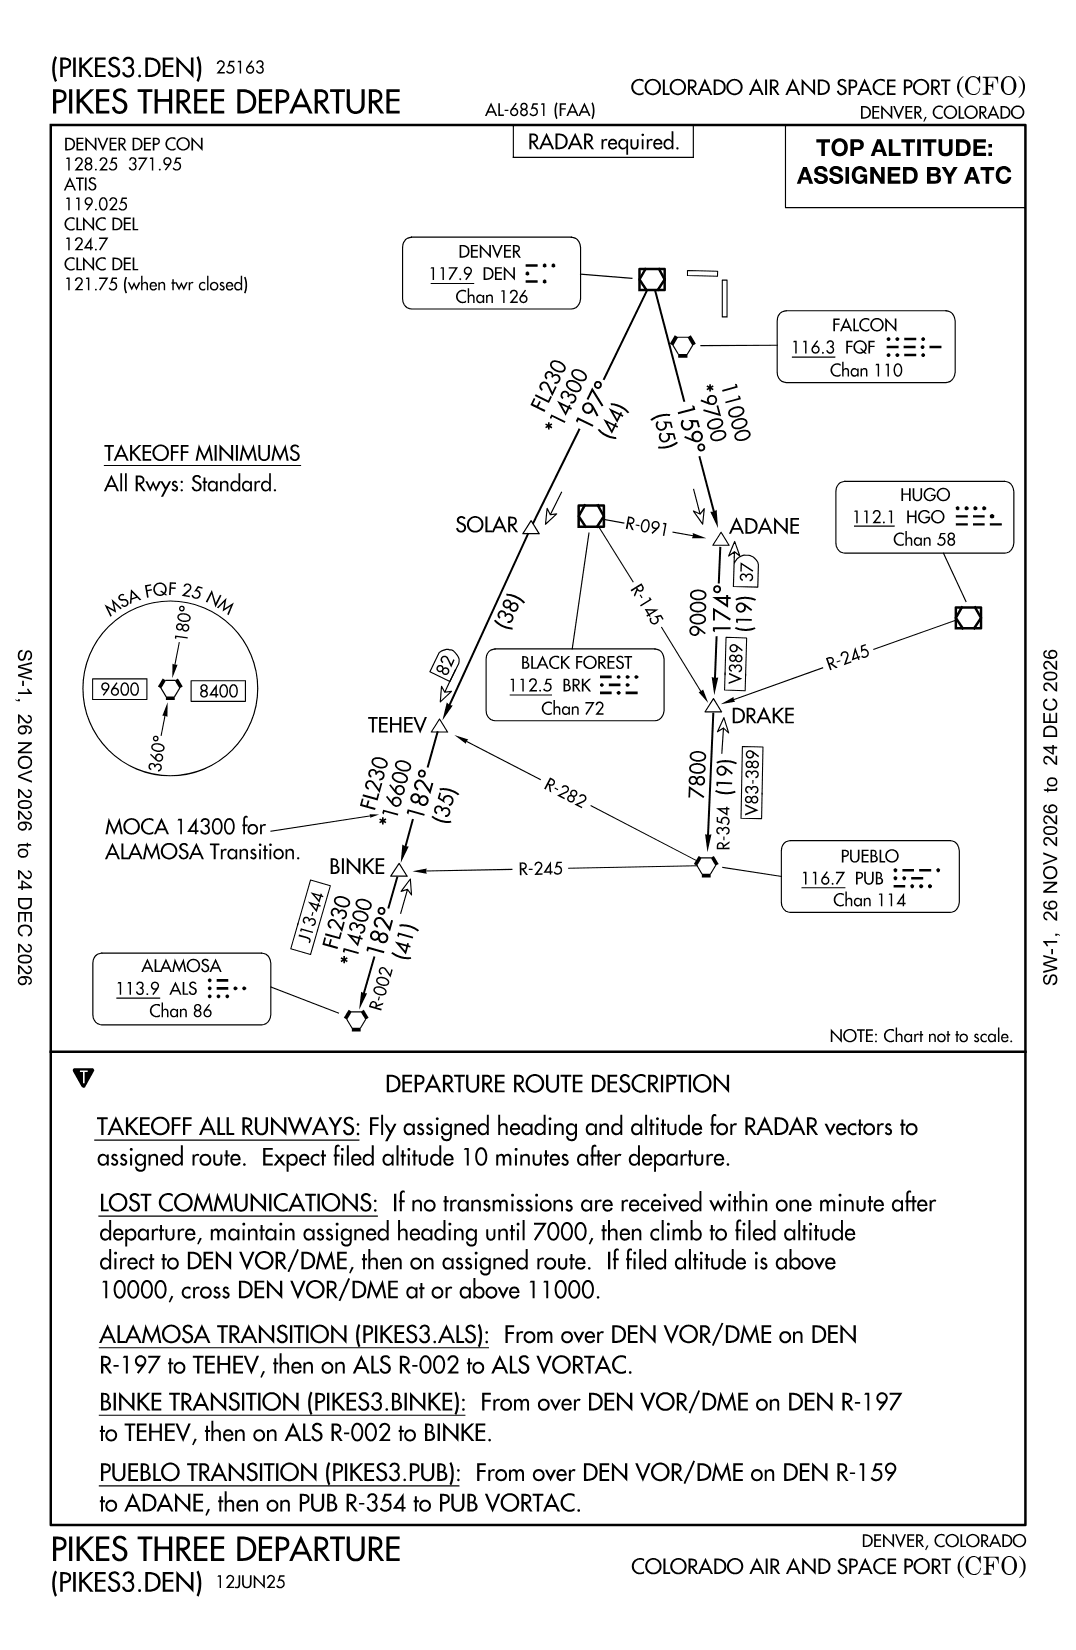 (PIKES3.DEN) 25163
PIKES THREE DEPARTURE
AL-6851 (FAA)
COLORADO AIR AND SPACE PORT (CFO)
DENVER, COLORADO
DENVER DEP CON
128.25 371.95
ATIS
119.025
CLNC DEL
124.7
CLNC DEL
121.75 (when twr closed)
RADAR required.
TOP ALTITUDE:
ASSIGNED BY ATC
DENVER
117.9 DEN
Chan 126
FALCON
116.3 FQF
Chan 110
FL230
*14300
197°
(44)
11000
*9700
159°
(55)
TAKEOFF MINIMUMS
All Rwys: Standard.
HUGO
112.1 HGO
Chan 58
SOLAR
R-091
ADANE
37
9000
174°
(19)
V389
R-145
R-245
(38)
82
MSA FQF 25 NM
180°
9600
8400
360°
BLACK FOREST
112.5 BRK
Chan 72
DRAKE
TEHEV
R-282
7800
(19)
R-354
V83-389
FL230
*16600
182°
(35)
MOCA 14300 for
ALAMOSA Transition.
BINKE
R-245
PUEBLO
116.7 PUB
Chan 114
J13-44
FL230
*14300
182°
(41)
R-002
ALAMOSA
113.9 ALS
Chan 86
NOTE: Chart not to scale.
SW-1, 26 NOV 2026 to 24 DEC 2026
SW-1, 26 NOV 2026 to 24 DEC 2026
T
DEPARTURE ROUTE DESCRIPTION
TAKEOFF ALL RUNWAYS: Fly assigned heading and altitude for RADAR vectors to
assigned route. Expect filed altitude 10 minutes after departure.
LOST COMMUNICATIONS: If no transmissions are received within one minute after
departure, maintain assigned heading until 7000, then climb to filed altitude
direct to DEN VOR/DME, then on assigned route. If filed altitude is above
10000, cross DEN VOR/DME at or above 11000.
ALAMOSA TRANSITION (PIKES3.ALS): From over DEN VOR/DME on DEN
R-197 to TEHEV, then on ALS R-002 to ALS VORTAC.
BINKE TRANSITION (PIKES3.BINKE): From over DEN VOR/DME on DEN R-197
to TEHEV, then on ALS R-002 to BINKE.
PUEBLO TRANSITION (PIKES3.PUB): From over DEN VOR/DME on DEN R-159
to ADANE, then on PUB R-354 to PUB VORTAC.
PIKES THREE DEPARTURE
(PIKES3.DEN) 12JUN25
DENVER, COLORADO
COLORADO AIR AND SPACE PORT (CFO)